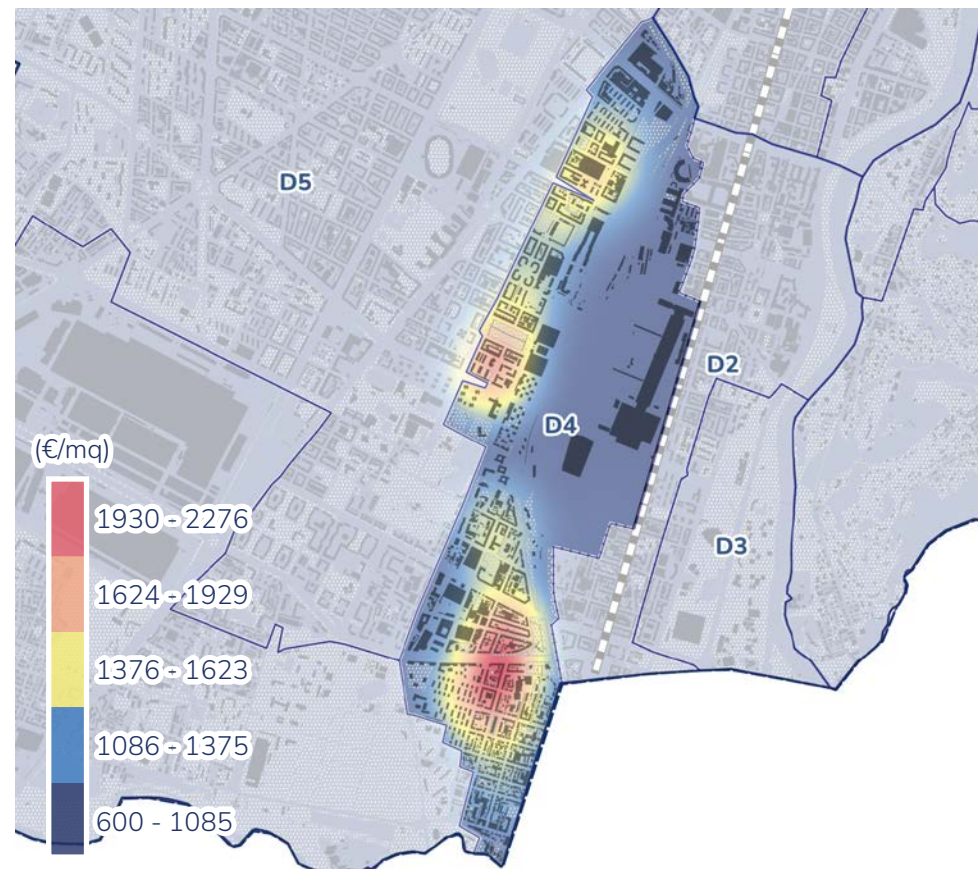 D5
D2
D4
D3
(€/mq)
1930 - 2276
1624 - 1929
1376 - 1623
1086 - 1375
600 - 1085